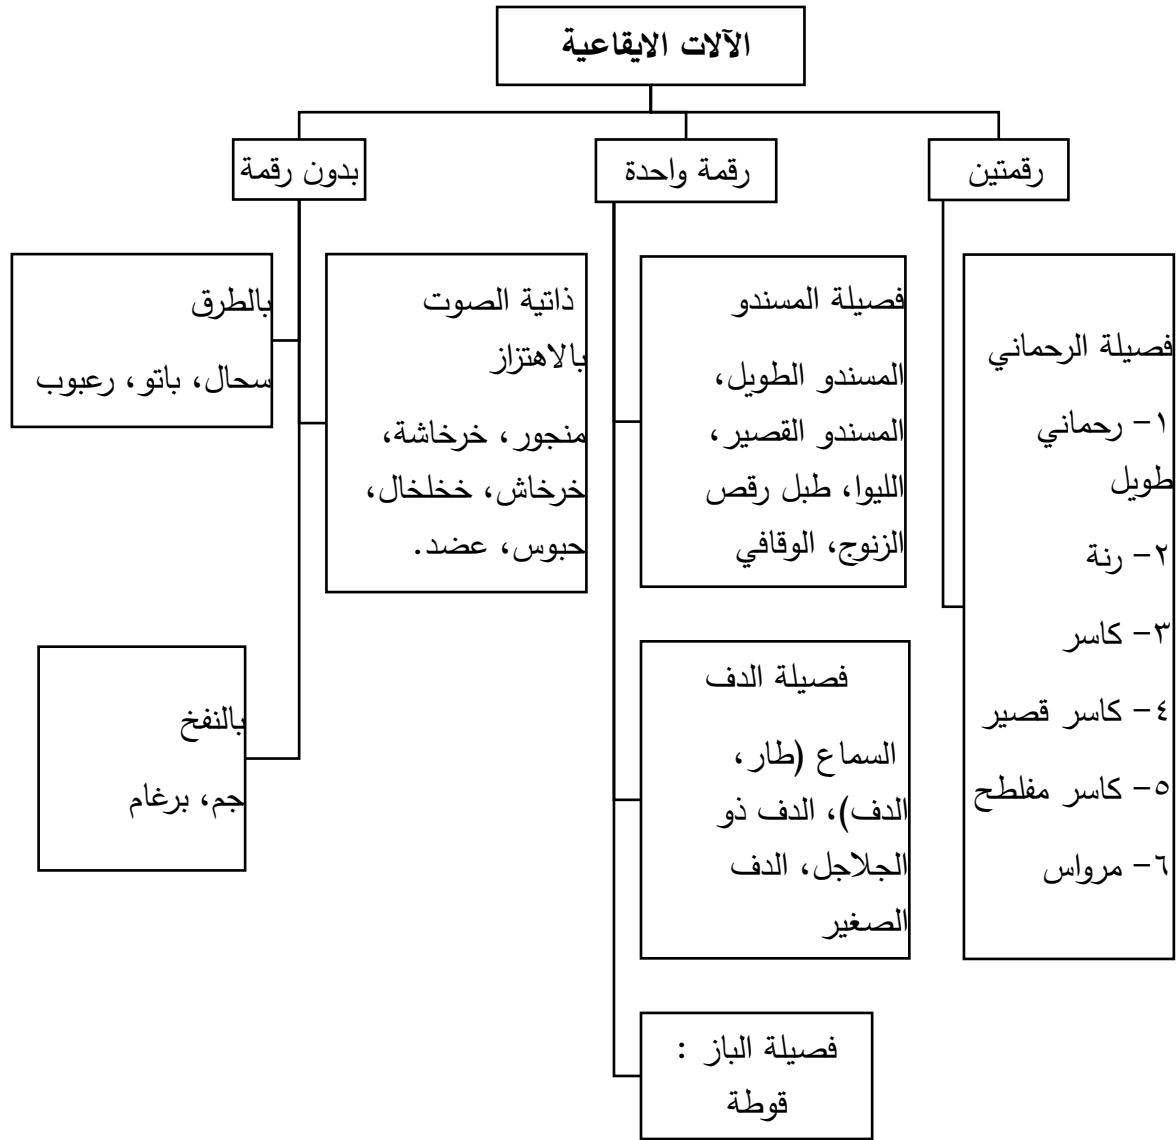 الآلات الايقاعية
رقمتين
رقمة واحدة
بدون رقمة
فصيلة الرحماني
١- رحماني
طويل
٢- رنة
٣- كاسر
٤- كاسر قصير
٥- كاسر مفلطح
٦- مرواس
فصيلة المسندو
المسندو الطويل،
المسندو القصير،
الليوا، طبل رقص
الزنوج، الوقافي
فصيلة الدف
السماع (طار،
الدف)، الدف ذو
الجلاجل، الدف
الصغير
فصيلة الباز :
قوطة
ذاتية الصوت
بالاهتزاز
منجور، خرخاشة،
خرخاش، خخلخال،
حبوس، عضد.
بالطرق
سحال، باتو، رعبوب
بالنفخ
جم، برغام